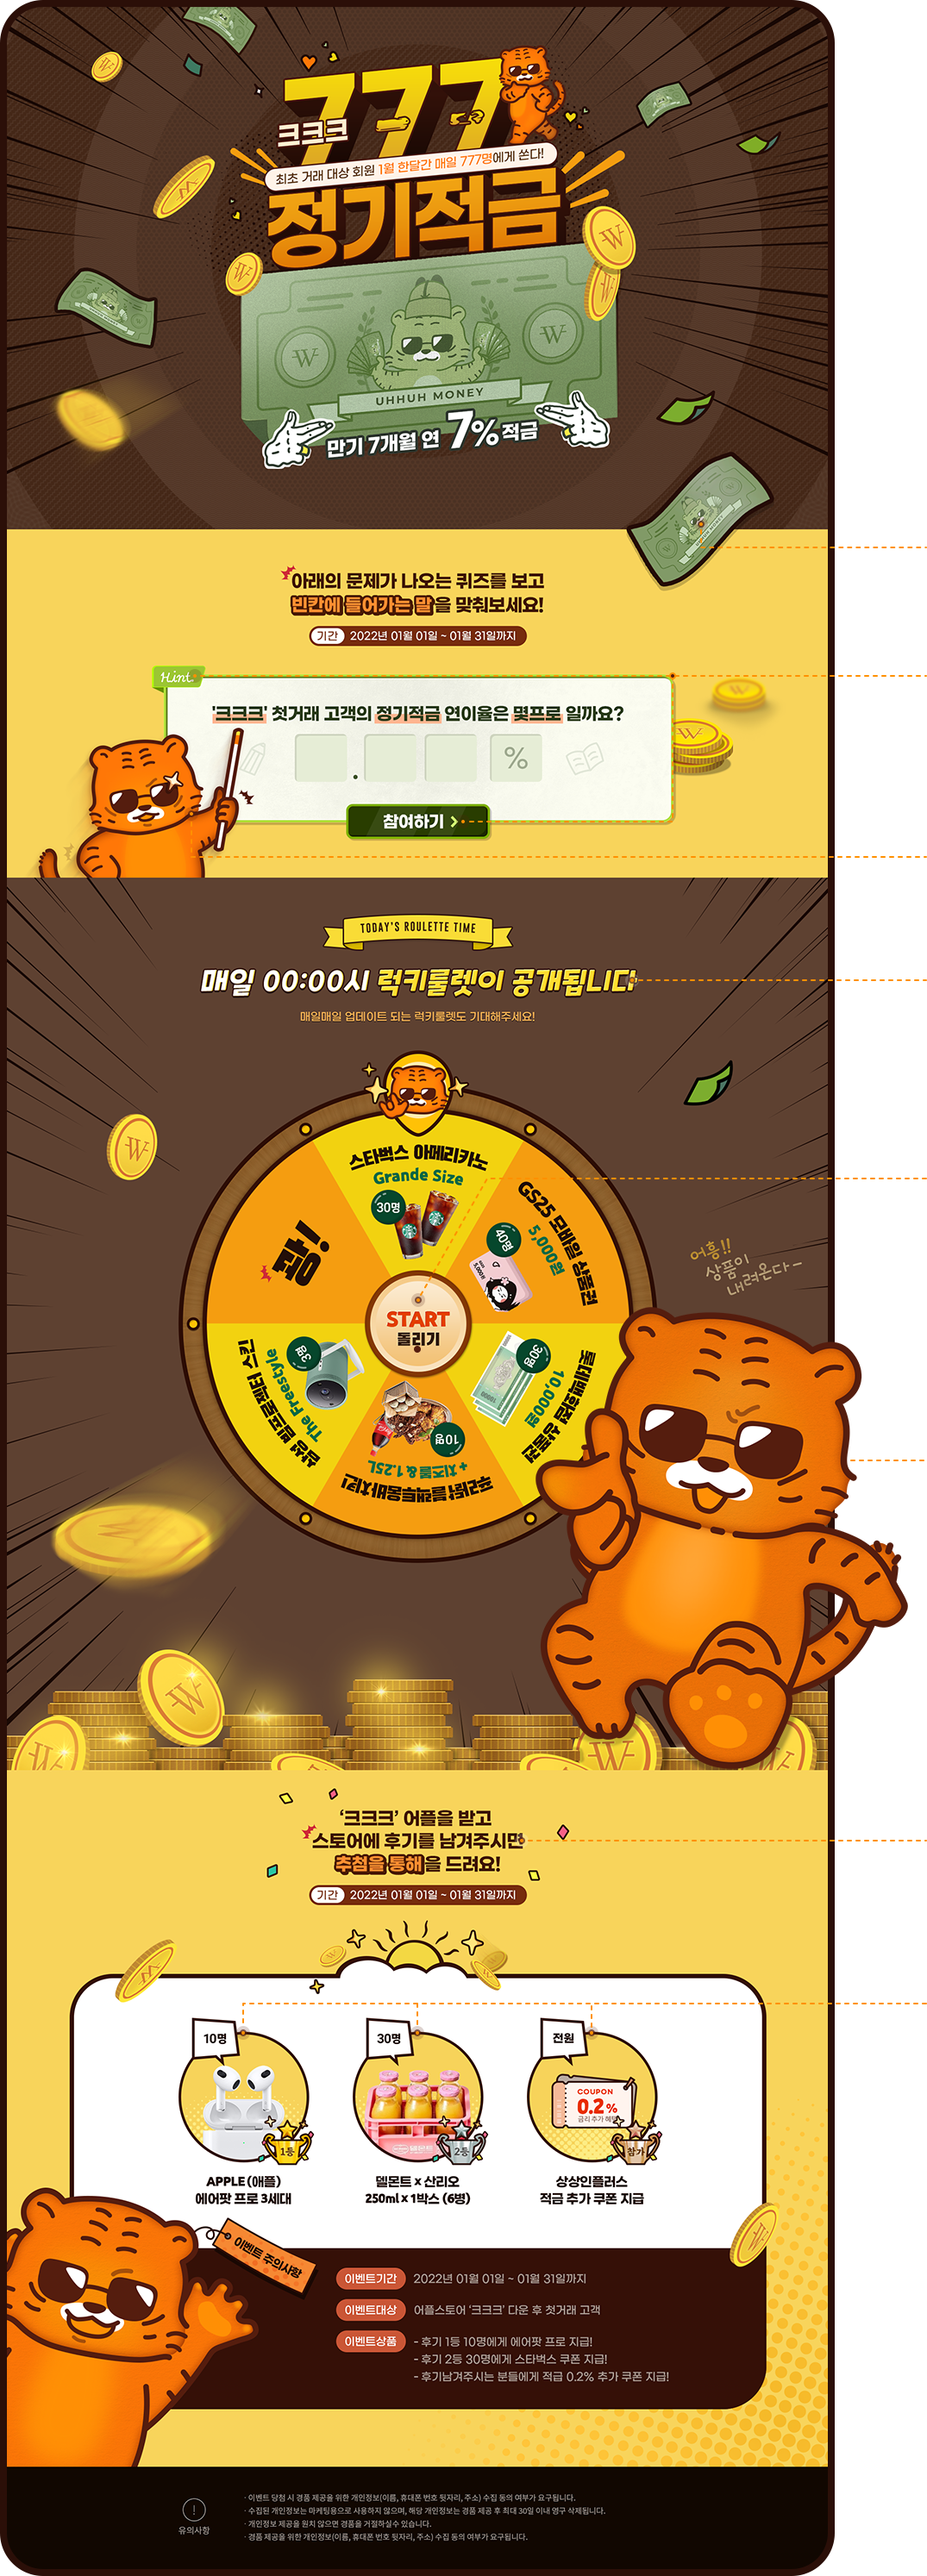 777
크크크
최초 거래 대상 회원 1월 한달간 매일 777명에게 쏜다!
정기적금
UHHUH MONEY
만기 7개월 연 7% 적금
아래의 문제가 나오는 퀴즈를 보고
빈칸에 들어가는 말을 맞춰보세요!
기간 2022년 01월 01일 ~ 01월 31일까지
Hint.
'크크크' 첫거래 고객의 정기적금 연이율은 몇프로 일까요?
. %
참여하기
TODAY'S ROULETTE TIME
매일 00:00시 럭키룰렛이 공개됩니다
매일매일 업데이트 되는 럭키룰렛도 기대해주세요!
스타벅스 아메리카노
Grande Size
30명
GS25 모바일 상품권
5,000원
40명
꽝!
START
돌리기
어흥!!
상품이
내려온다~
롯데백화점 상품권
10,000원
30명
삼성 빔프로젝터 더 프리스타일
The Freestyle
3명
10명
+ 치즈볼 & 1.25L
‘크크크’ 어플을 받고
스토어에 후기를 남겨주시면
추첨을 통해을 드려요!
기간 2022년 01월 01일 ~ 01월 31일까지
10명
30명
전원
COUPON
0.2%
금리 추가 혜택
1등
2등
참가
APPLE (애플)
에어팟 프로 3세대
델몬트 x 산리오
250ml x 1박스 (6병)
상상인플러스
적금 추가 쿠폰 지급
이벤트 주의사항
이벤트기간 2022년 01월 01일 ~ 01월 31일까지
이벤트대상 어플스토어 ‘크크크’ 다운 후 첫거래 고객
이벤트상품 - 후기 1등 10명에게 에어팟 프로 지급!
- 후기 2등 30명에게 스타벅스 쿠폰 지급!
- 후기남겨주시는 분들에게 적금 0.2% 추가 쿠폰 지급!
유의사항
· 이벤트 당첨 시 경품 제공을 위한 개인정보(이름, 휴대폰 번호 뒷자리, 주소) 수집 동의 여부가 요구됩니다.
· 수집된 개인정보는 마케팅용으로 사용하지 않으며, 해당 개인정보는 경품 제공 후 최대 30일 이내 영구 삭제됩니다.
· 개인정보 제공을 원치 않으면 경품을 거절하실수 있습니다.
· 경품 제공을 위한 개인정보(이름, 휴대폰 번호 뒷자리, 주소) 수집 동의 여부가 요구됩니다.